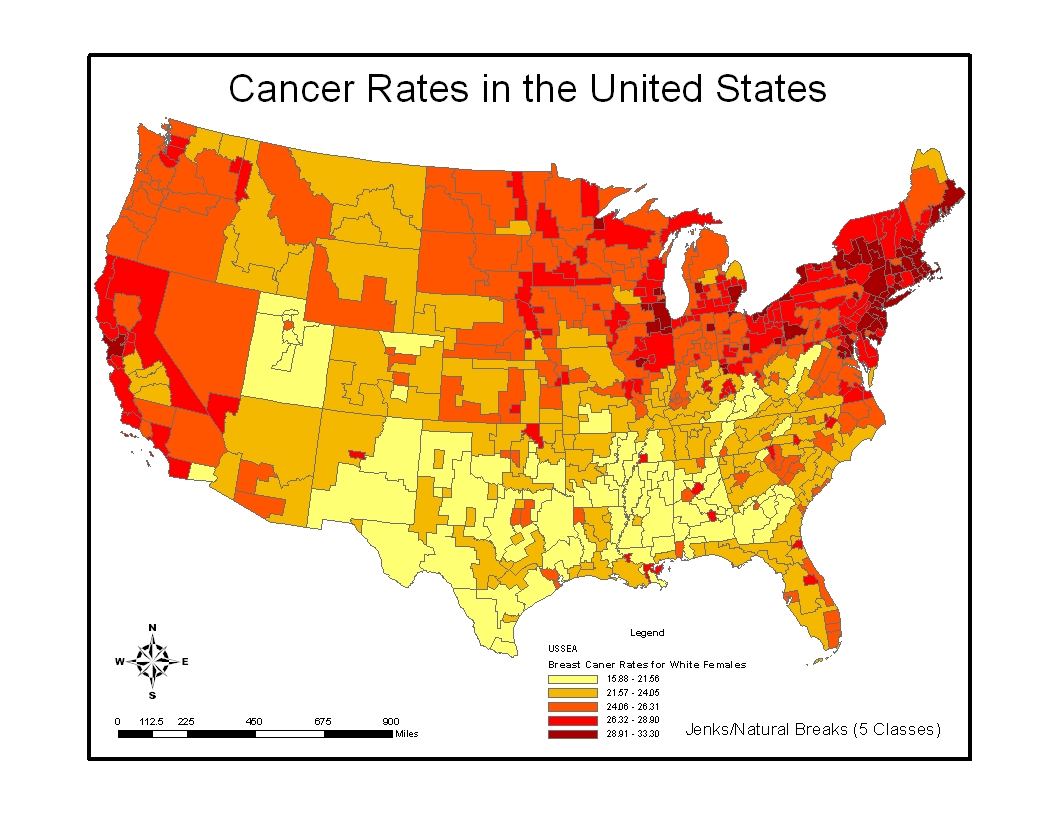 Cancer Rates in the United States
N
W E
S
0 112.5 225 450 675 900
Miles
Legend
USSEA
Breast Caner Rates for White Females
15.88 - 21.56
21.57 - 24.05
24.06 - 26.31
26.32 - 28.90
28.91 - 33.30
Jenks/Natural Breaks (5 Classes)